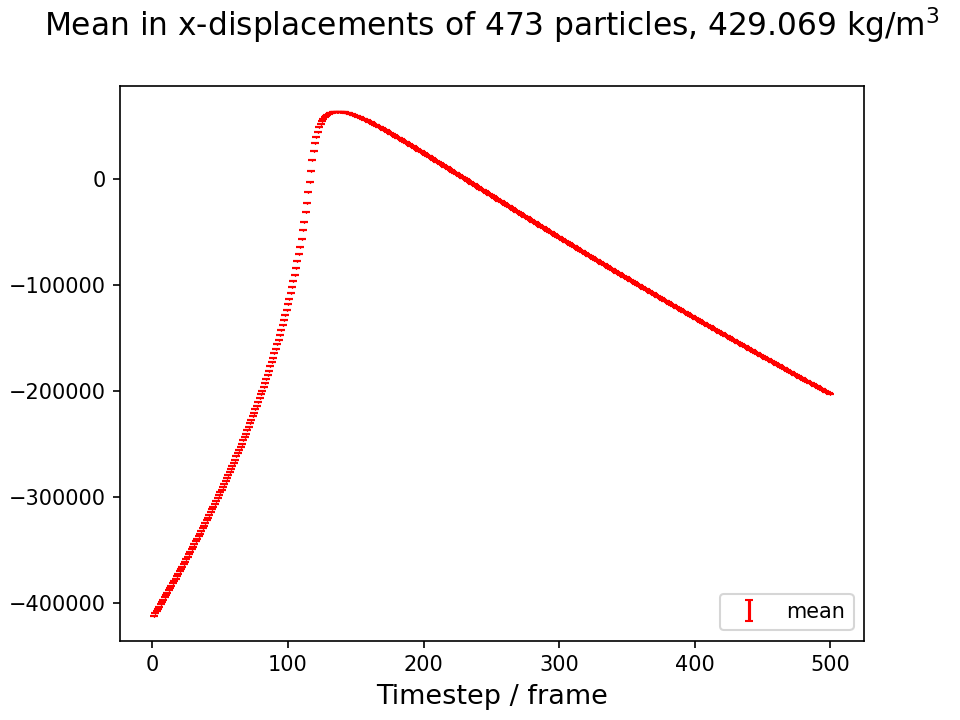 Mean in x-displacements of 473 particles, 429.069 kg/m³
0
−100000
−200000
−300000
−400000
mean
0 100 200 300 400 500
Timestep / frame